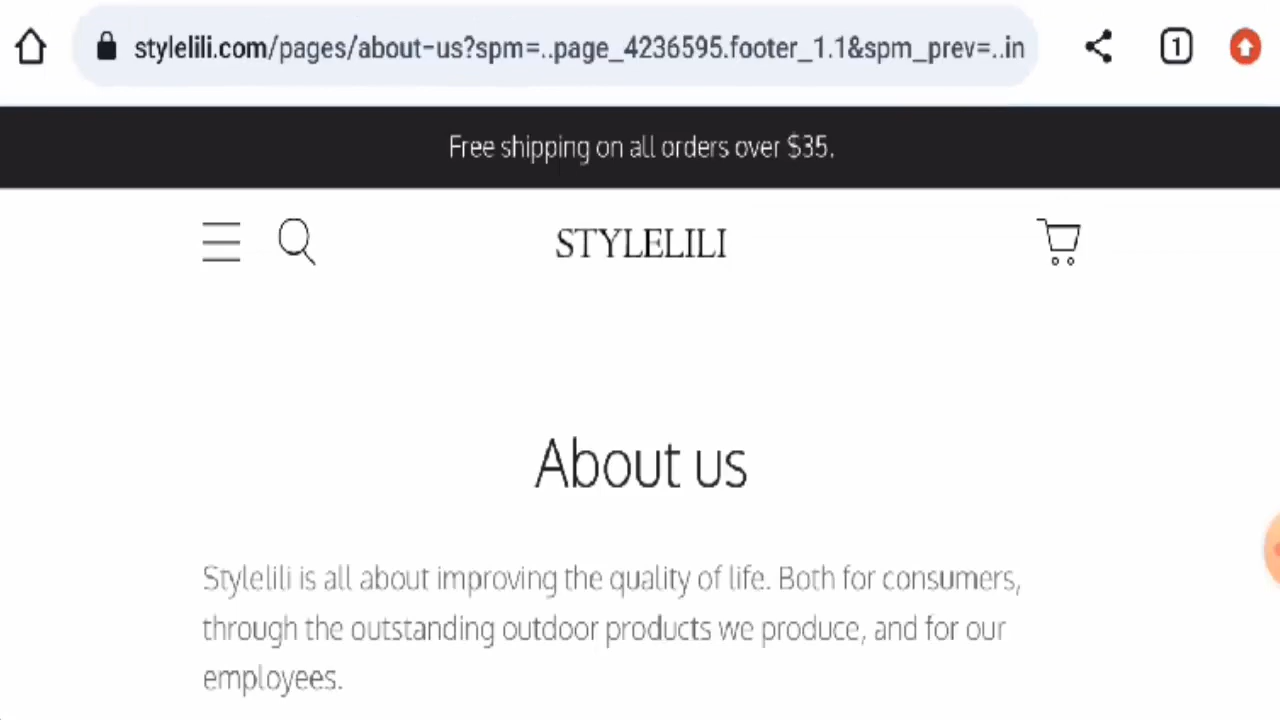 stylelili.com/pages/about-us?spm=..page_4236595.footer_1.1&spm_prev=..in
1
Free shipping on all orders over $35.
STYLELILI
About us
Stylelili is all about improving the quality of life. Both for consumers,
through the outstanding outdoor products we produce, and for our
employees.